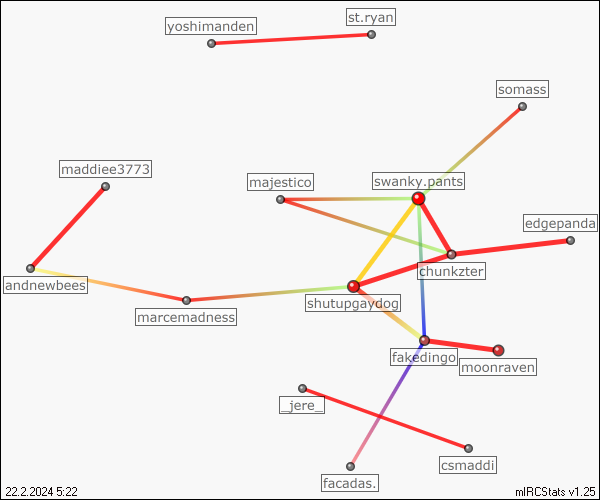 st.ryan
yoshimanden
somass
maddiee3773
majestico
swanky.pants
edgepanda
chunkzter
andnewbees
shutupgaydog
marcemadness
fakedingo
moonraven
_jere_
csmaddi
facadas.
22.2.2024 5:22
mIRCStats v1.25